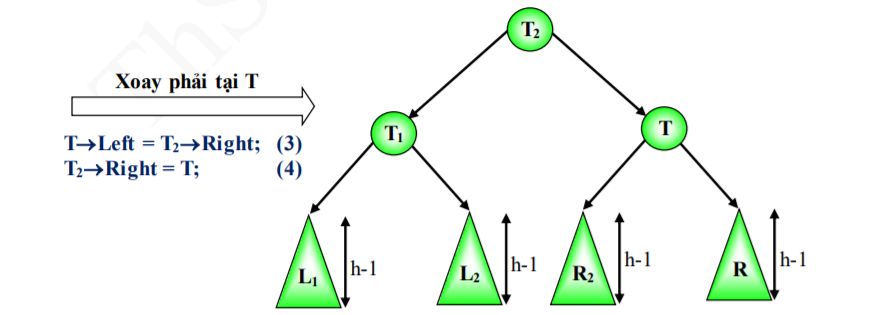 ThS
T₂
Xoay phải tại T
T→Left = T₂→Right; (3)
T₂→Right = T; (4)
T₁
T
L₁ h-1
L₂ h-1
R₂ h-1
R h-1